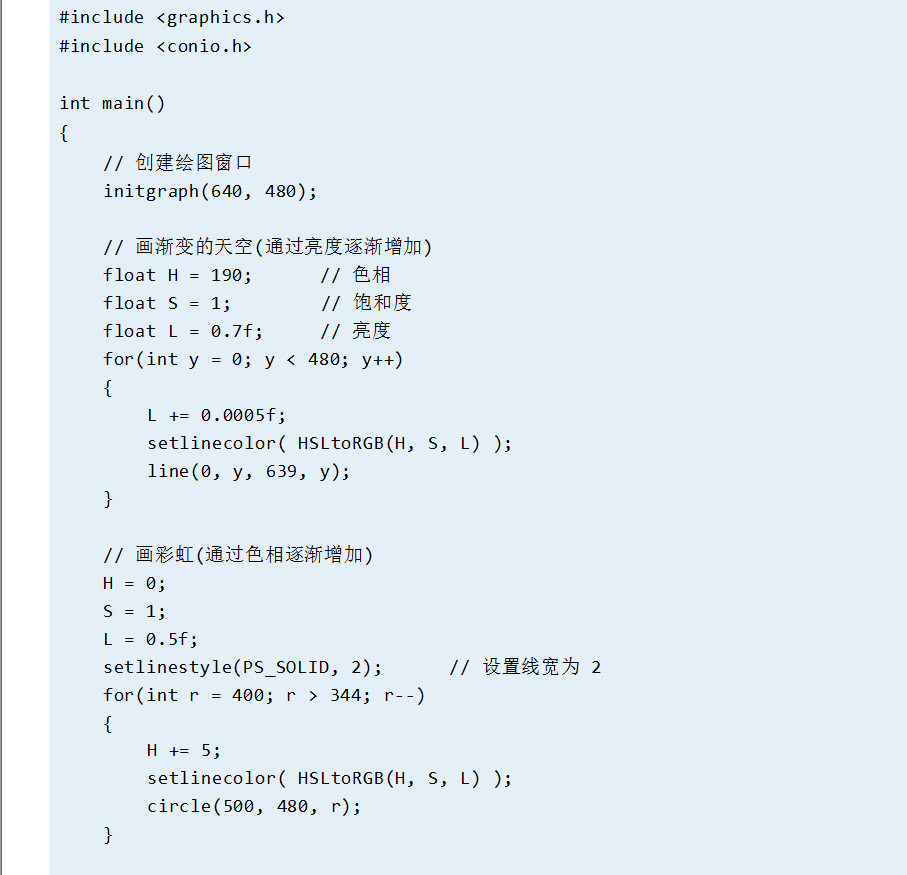 #include <graphics.h>
#include <conio.h>
int main()
{
// 创建绘图窗口
initgraph(640, 480);
// 画渐变的天空(通过亮度逐渐增加)
float H = 190; // 色相
float S = 1; // 饱和度
float L = 0.7f; // 亮度
for(int y = 0; y < 480; y++)
{
L += 0.0005f;
setlinecolor( HSLtoRGB(H, S, L) );
line(0, y, 639, y);
}
// 画彩虹(通过色相逐渐增加)
H = 0;
S = 1;
L = 0.5f;
setlinestyle(PS_SOLID, 2); // 设置线宽为 2
for(int r = 400; r > 344; r--)
{
H += 5;
setlinecolor( HSLtoRGB(H, S, L) );
circle(500, 480, r);
}